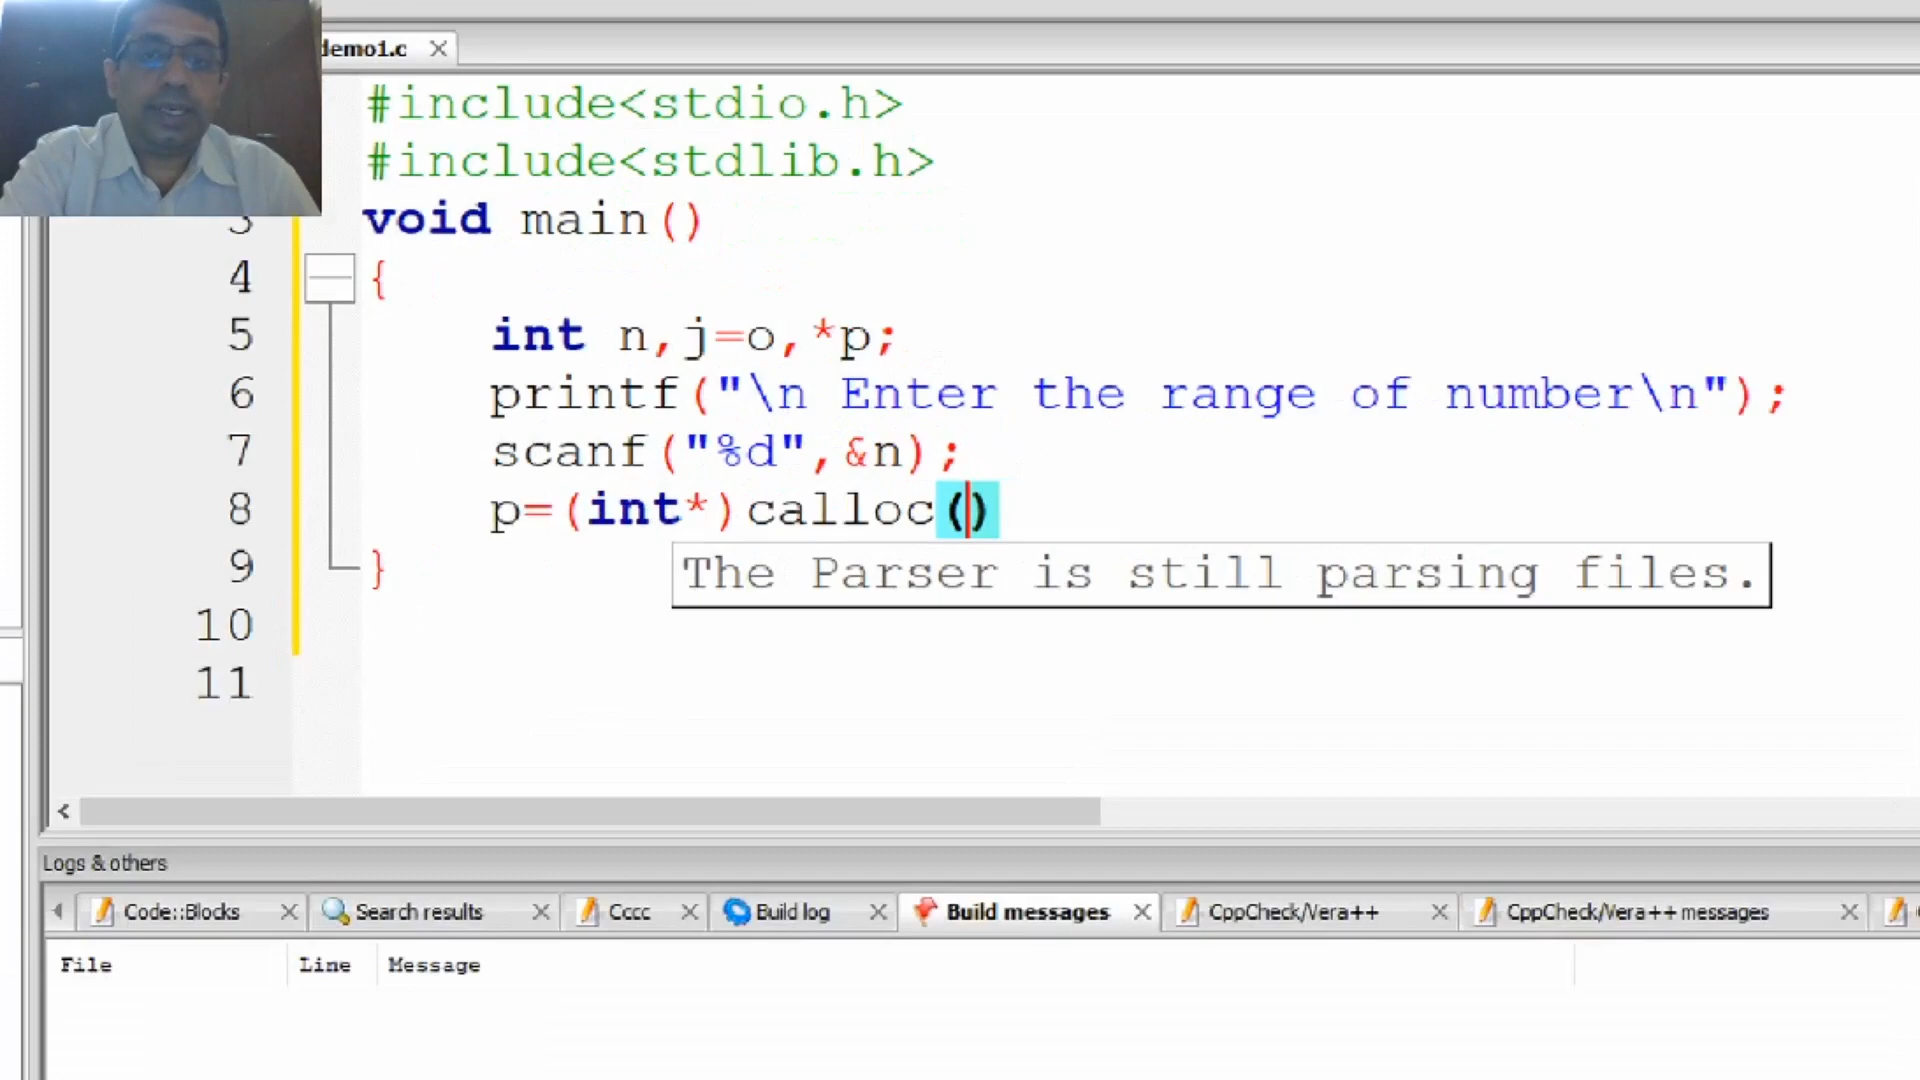 demo1.c
#include<stdio.h>
#include<stdlib.h>
3 void main()
4 {
5 int n,j=o,*p;
6 printf("\n Enter the range of number\n");
7 scanf("%d",&n);
8 p=(int*)calloc()
The Parser is still parsing files.
9 }
10
11
Logs & others
Code::Blocks Search results Cccc Build log Build messages CppCheck/Vera++ CppCheck/Vera++ messages
File Line Message